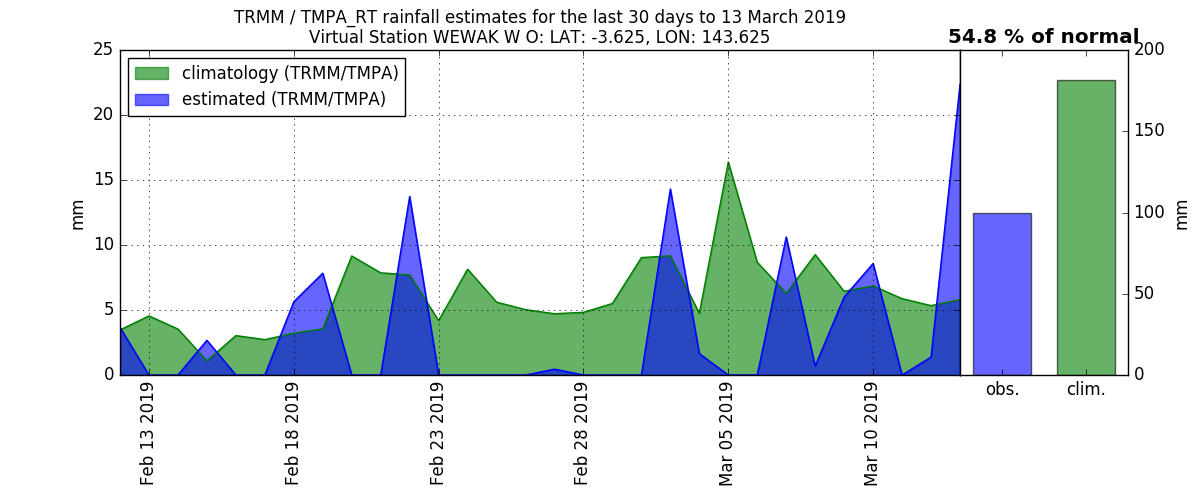 TRMM / TMPA_RT rainfall estimates for the last 30 days to 13 March 2019
Virtual Station WEWAK W O: LAT: -3.625, LON: 143.625
54.8 % of normal
climatology (TRMM/TMPA)
estimated (TRMM/TMPA)
25
20
15
10
5
0
mm
200
150
100
50
0
mm
Feb 13 2019
Feb 18 2019
Feb 23 2019
Feb 28 2019
Mar 05 2019
Mar 10 2019
obs.
clim.